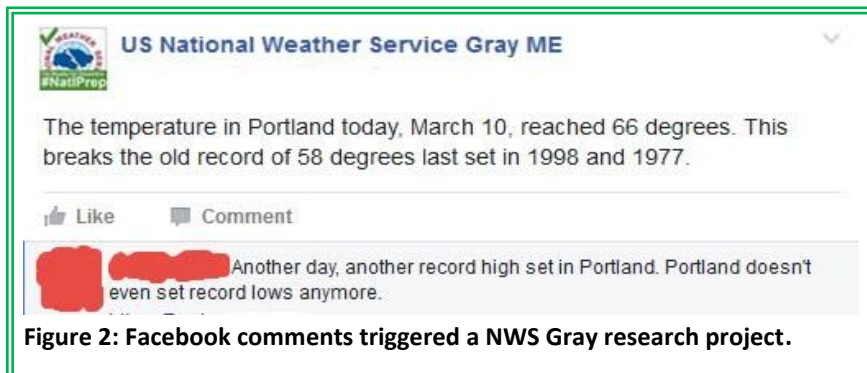 US National Weather Service Gray ME
#NatlPrep
The temperature in Portland today, March 10, reached 66 degrees. This
breaks the old record of 58 degrees last set in 1998 and 1977.
Like Comment
Another day, another record high set in Portland. Portland doesn't
even set record lows anymore.
Figure 2: Facebook comments triggered a NWS Gray research project.